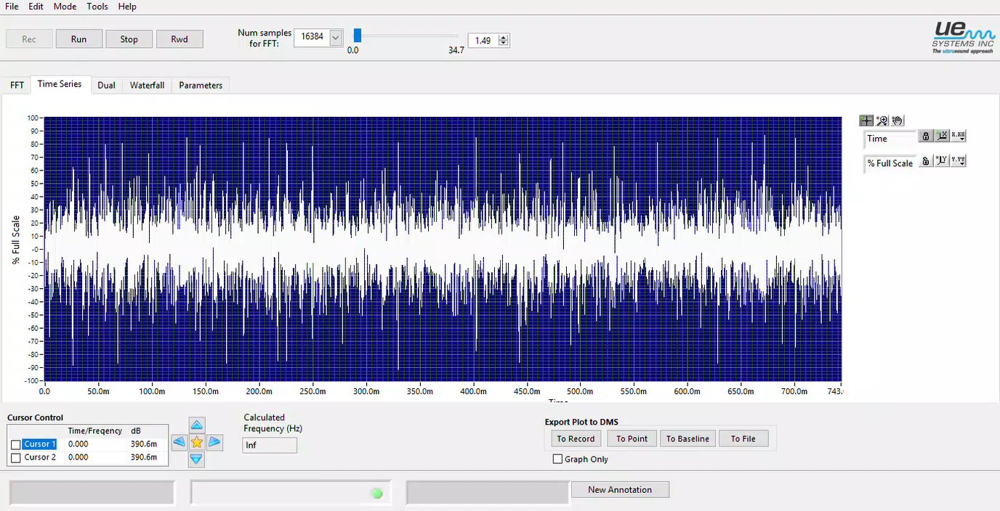 File Edit Mode Tools Help
Rec Run Stop Rwd
Num samples
for FFT:
16384
0.0 34.7
1.49
ue
SYSTEMS INC
The ultrasound approach
FFT Time Series Dual Waterfall Parameters
% Full Scale
100
90
80
70
60
50
40
30
20
10
-0
-10
-20
-30
-40
-50
-60
-70
-80
-90
-100
0.0 50.0m 100.0m 150.0m 200.0m 250.0m 300.0m 350.0m 400.0m 450.0m 500.0m 550.0m 600.0m 650.0m 700.0m 743.
Time
Time
X.XX
% Full Scale
Y.YY
Cursor Control
Time/Freqency dB
Cursor 1 0.000 390.6m
Cursor 2 0.000 390.6m
Calculated
Frequency (Hz)
Inf
Export Plot to DMS
To Record To Point To Baseline To File
Graph Only
New Annotation